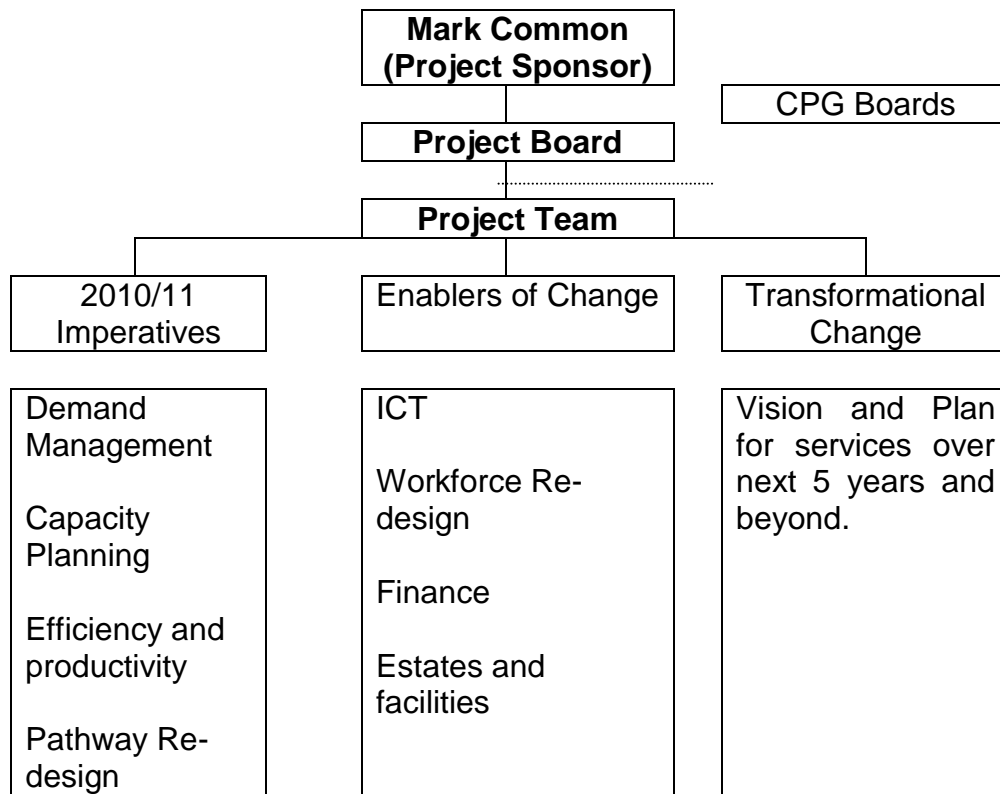 Mark Common
(Project Sponsor)
CPG Boards
Project Board
Project Team
2010/11
Imperatives
Enablers of Change
Transformational
Change
Demand
Management
Capacity
Planning
Efficiency and
productivity
Pathway Re-
design
ICT
Workforce Re-
design
Finance
Estates and
facilities
Vision and Plan
for services over
next 5 years and
beyond.